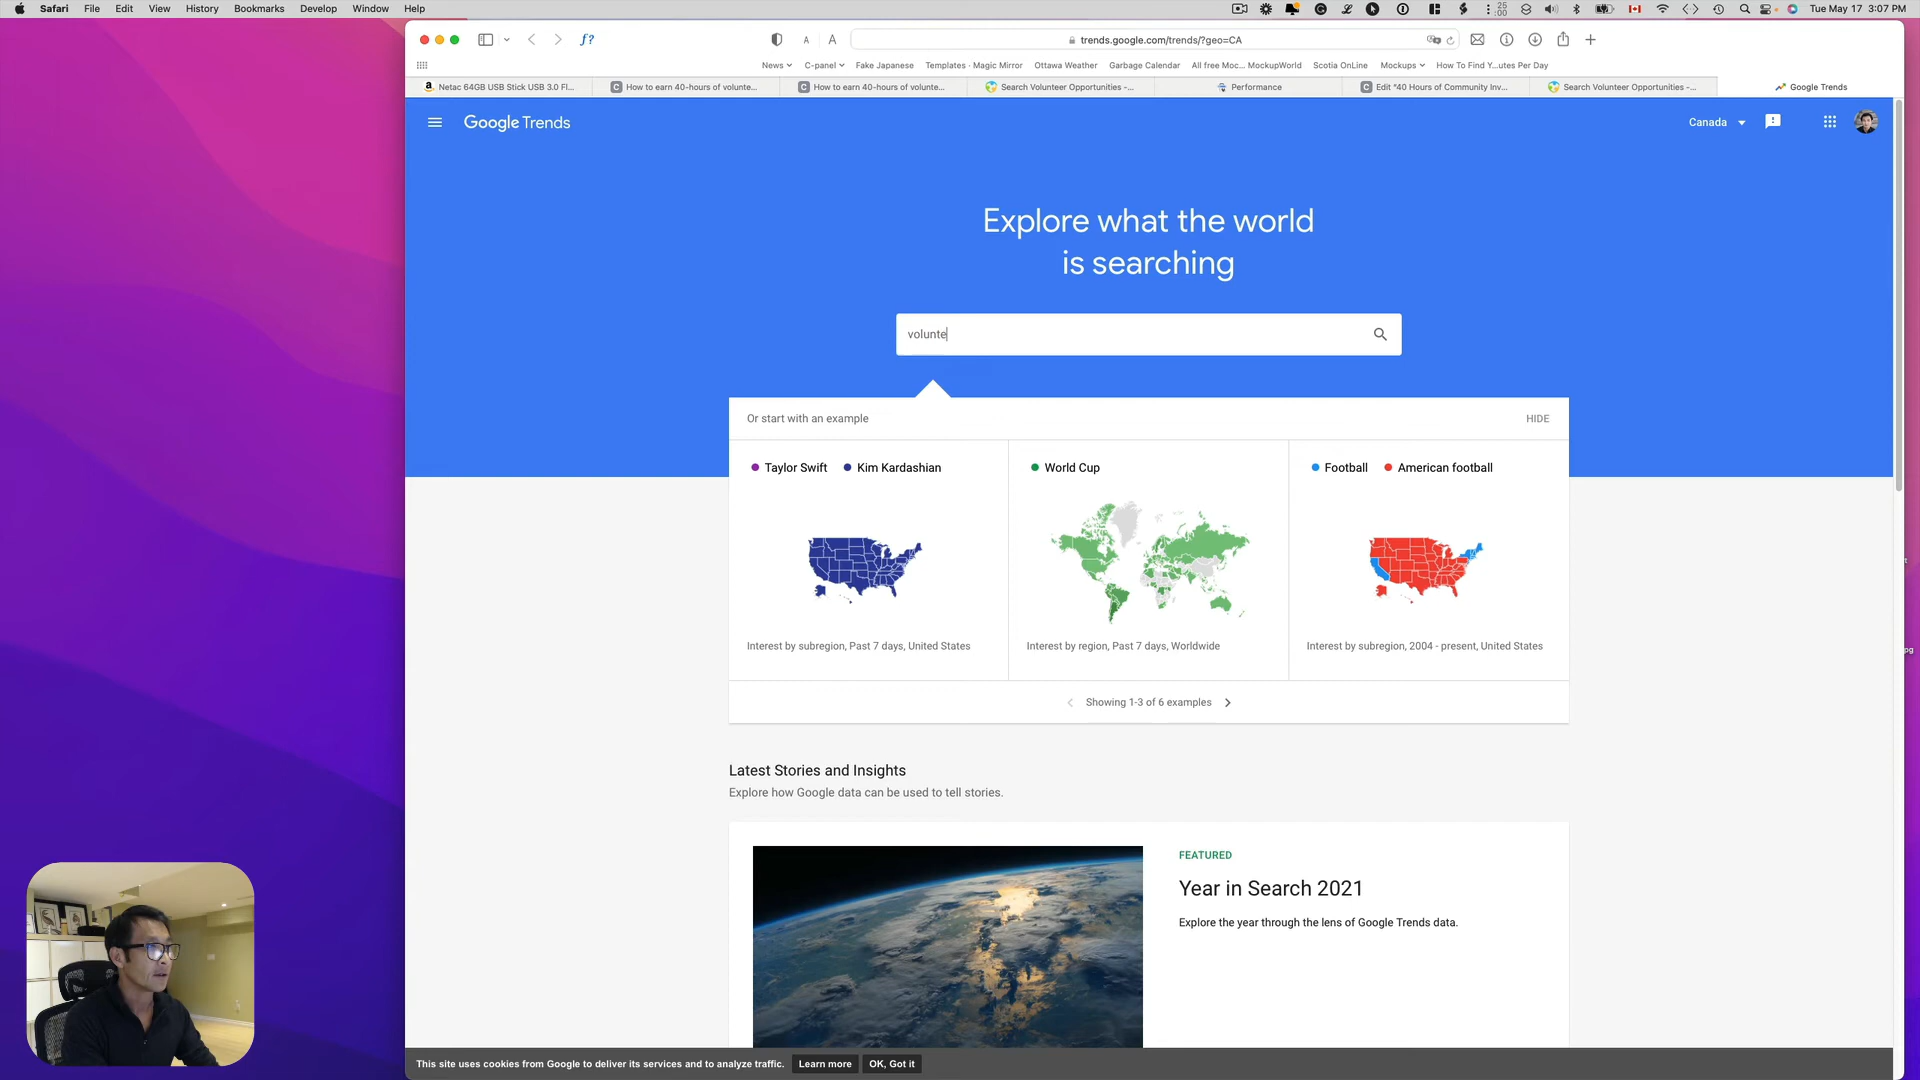 Safari File Edit View History Bookmarks Develop Window Help
25
:00
Tue May 17 3:07 PM
f?
A A
trends.google.com/trends/?geo=CA
News C-panel Fake Japanese Templates · Magic Mirror Ottawa Weather Garbage Calendar All free Moc... MockupWorld Scotia OnLine Mockups How To Find Y...utes Per Day
Netac 64GB USB Stick USB 3.0 Fl... How to earn 40-hours of volunte... How to earn 40-hours of volunte... Search Volunteer Opportunities -... Performance Edit "40 Hours of Community Inv... Search Volunteer Opportunities -... Google Trends
Google Trends
Canada
Explore what the world
is searching
volunte
Or start with an example
HIDE
Taylor Swift Kim Kardashian
World Cup
Football American football
Interest by subregion, Past 7 days, United States
Interest by region, Past 7 days, Worldwide
Interest by subregion, 2004 - present, United States
Showing 1-3 of 6 examples
Latest Stories and Insights
Explore how Google data can be used to tell stories.
FEATURED
Year in Search 2021
Explore the year through the lens of Google Trends data.
This site uses cookies from Google to deliver its services and to analyze traffic. Learn more OK, Got it